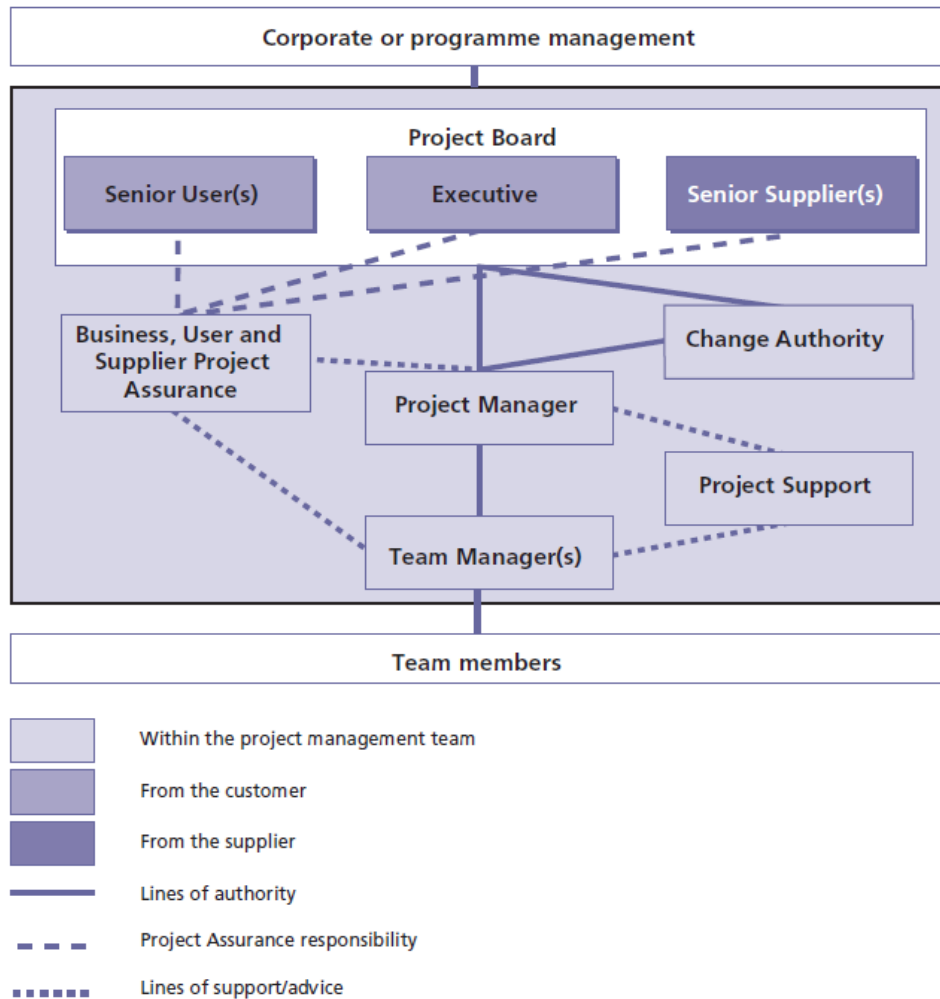 Corporate or programme management
Project Board
Senior User(s)
Executive
Senior Supplier(s)
Business, User and
Supplier Project
Assurance
Change Authority
Project Manager
Project Support
Team Manager(s)
Team members
Within the project management team
From the customer
From the supplier
Lines of authority
Project Assurance responsibility
Lines of support/advice